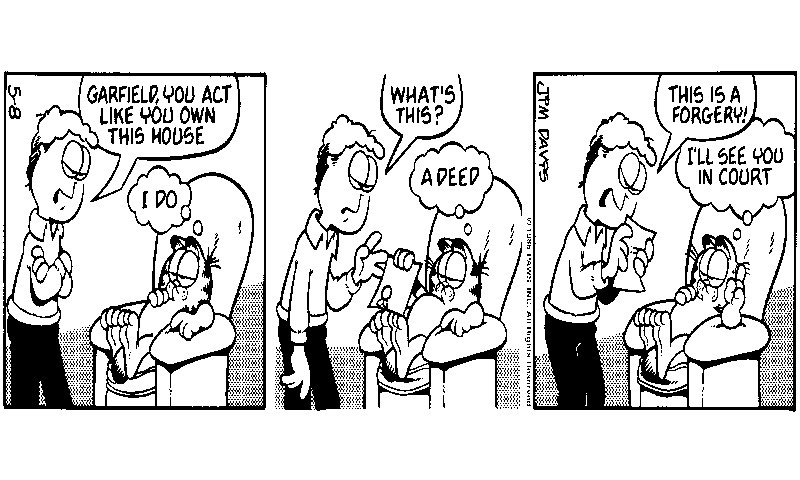 5-8
GARFIELD, YOU ACT
LIKE YOU OWN
THIS HOUSE
I DO
WHAT'S
THIS?
A DEED
JIM DAVIS
THIS IS A
FORGERY!
I'LL SEE YOU
IN COURT